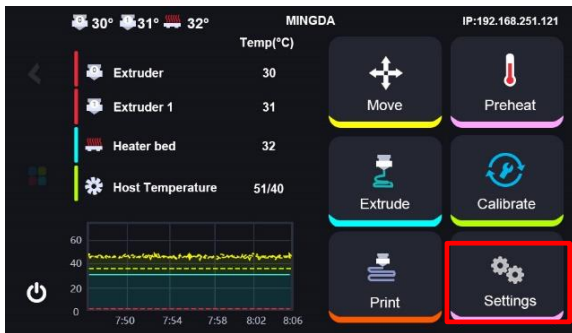 30° 31° 32° MINGDA IP:192.168.251.121
Temp(°C)
Extruder 30
Extruder 1 31
Heater bed 32
Host Temperature 51/40
Move
Preheat
Extrude
Calibrate
Print
Settings
60
40
20
0
7:50 7:54 7:58 8:02 8:06